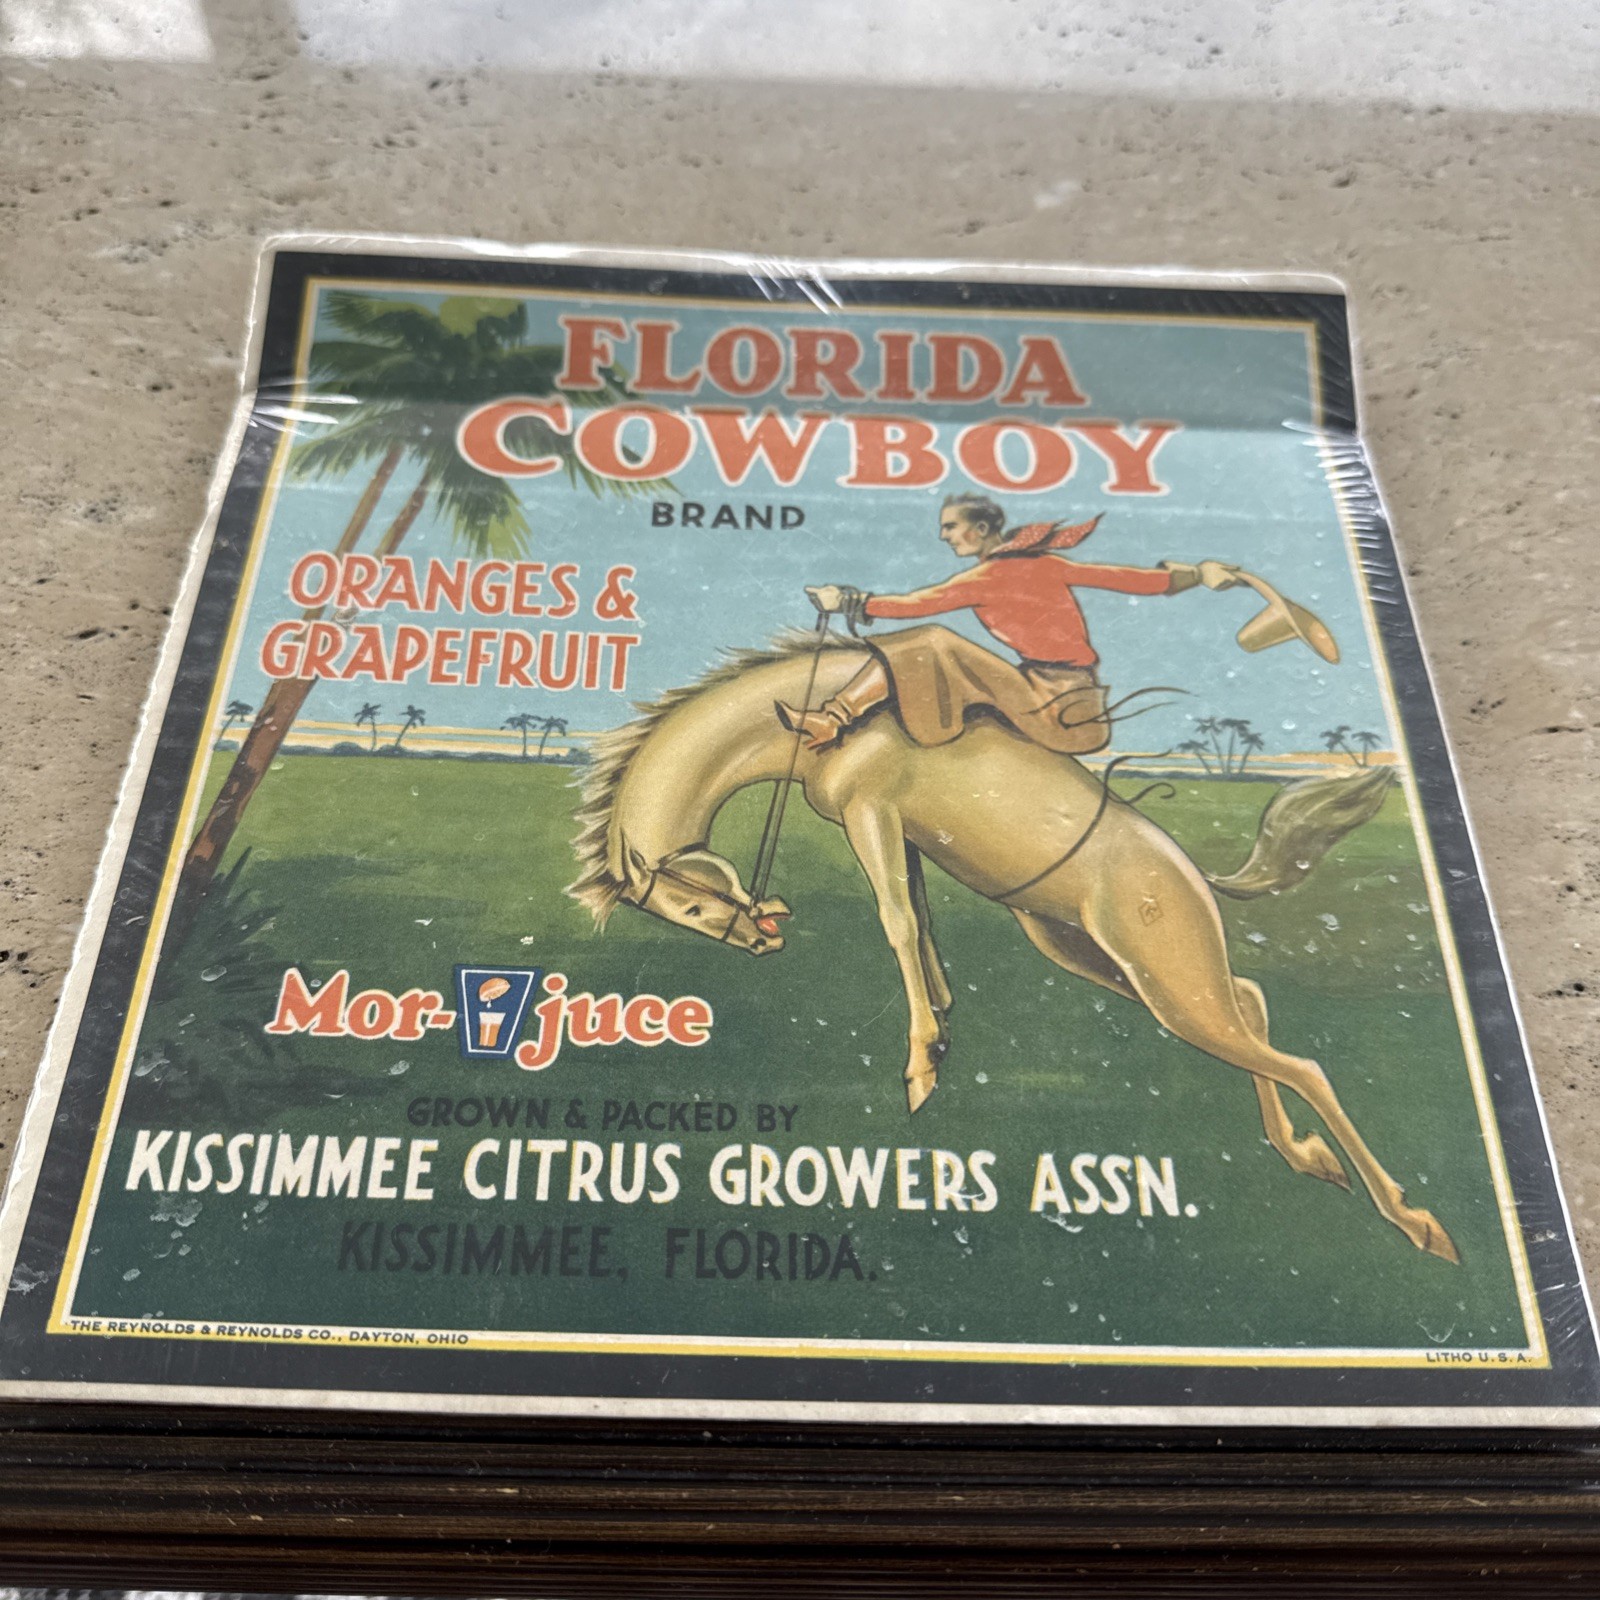 FLORIDA
COWBOY
BRAND
ORANGES &
GRAPEFRUIT
Mor-juce
GROWN & PACKED BY
KISSIMMEE CITRUS GROWERS ASSN.
KISSIMMEE, FLORIDA.
THE REYNOLDS & REYNOLDS CO., DAYTON, OHIO
LITHO U.S.A.